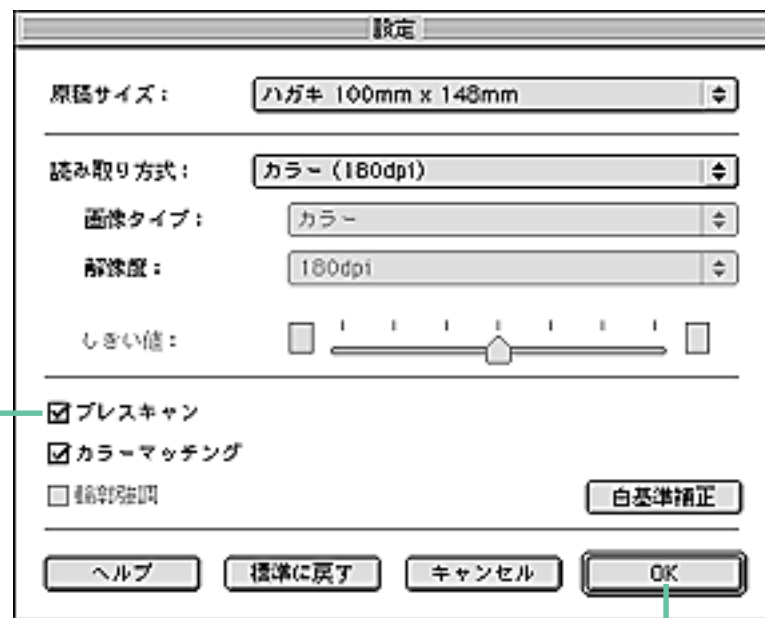 設定
原稿サイズ： ハガキ 100mm x 148mm
読み取り方式： カラー (180dpi)
画像タイプ： カラー
解像度： 180dpi
しきい値：
プレスキャン
カラーマッチング
輪郭強調
白基準補正
ヘルプ 標準に戻す キャンセル OK